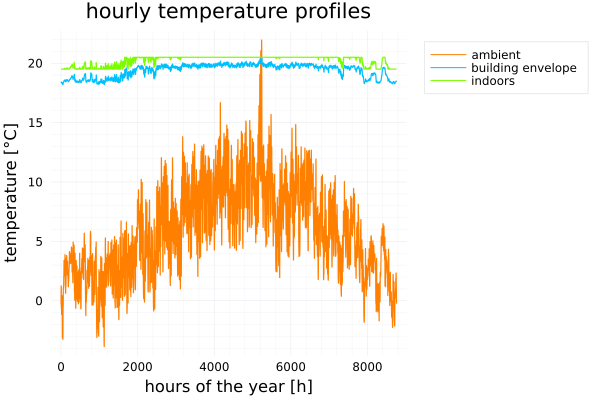 hourly temperature profiles
ambient
building envelope
indoors
temperature [°C]
20
15
10
5
0
0 2000 4000 6000 8000
hours of the year [h]